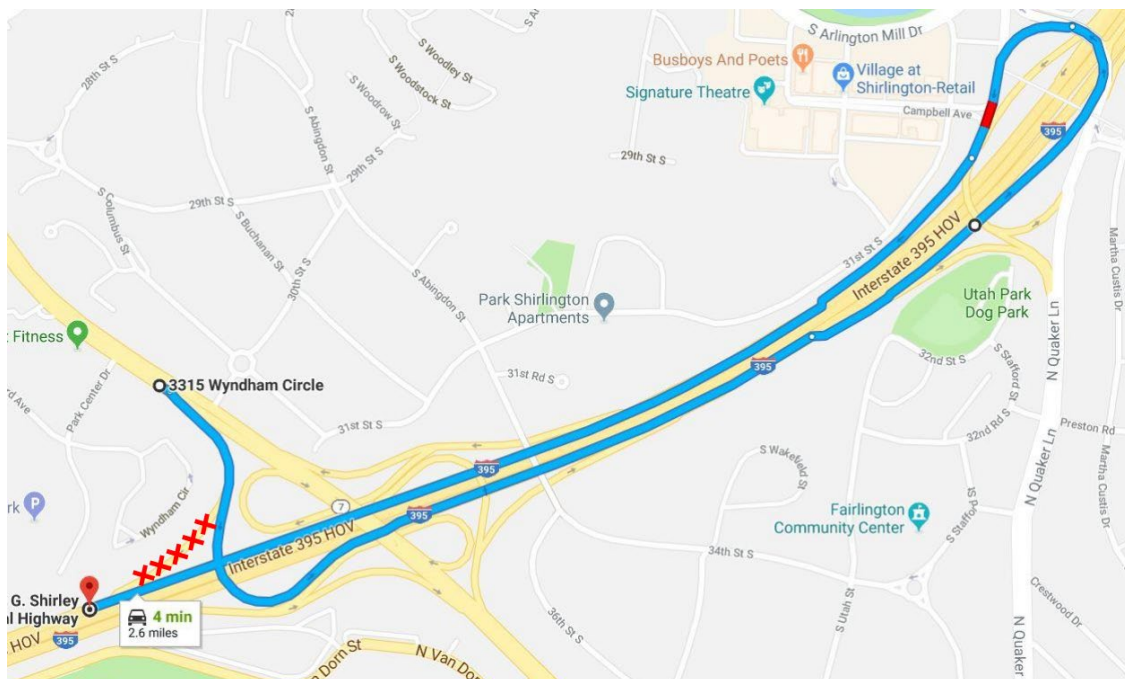 S Arlington Mill Dr
S Woodley St
S Woodstock St
S Woodrow St
28th St S
S Abingdon St
29th St S
29th St S
29th St S
Busboys And Poets
Signature Theatre
Village at
Shirlington-Retail
Campbell Ave
395
S Columbus St
S Buchanan St
30th St S
S Abingdon St
31st St S
Interstate 395 HOV
Martha Custis Dr
Park Shirlington
Apartments
Utah Park
Dog Park
N Quaker Ln
Fitness
Park Center Dr
3315 Wyndham Circle
31st Rd S
395
32nd St S
S Stafford St
32nd Rd S
Preston Rd
31st St S
S Wakefield St
395
7
395
N Quaker Ln
Martha Custis Dr
rk
Wyndham Cir
Interstate 395 HOV
Fairlington
Community Center
S Stafford St
34th St S
G. Shirley
al Highway
4 min
2.6 miles
36th St S
S Utah St
Crestwood Dr
HOV
395
Dorn St
N Van Dor
N Quaker